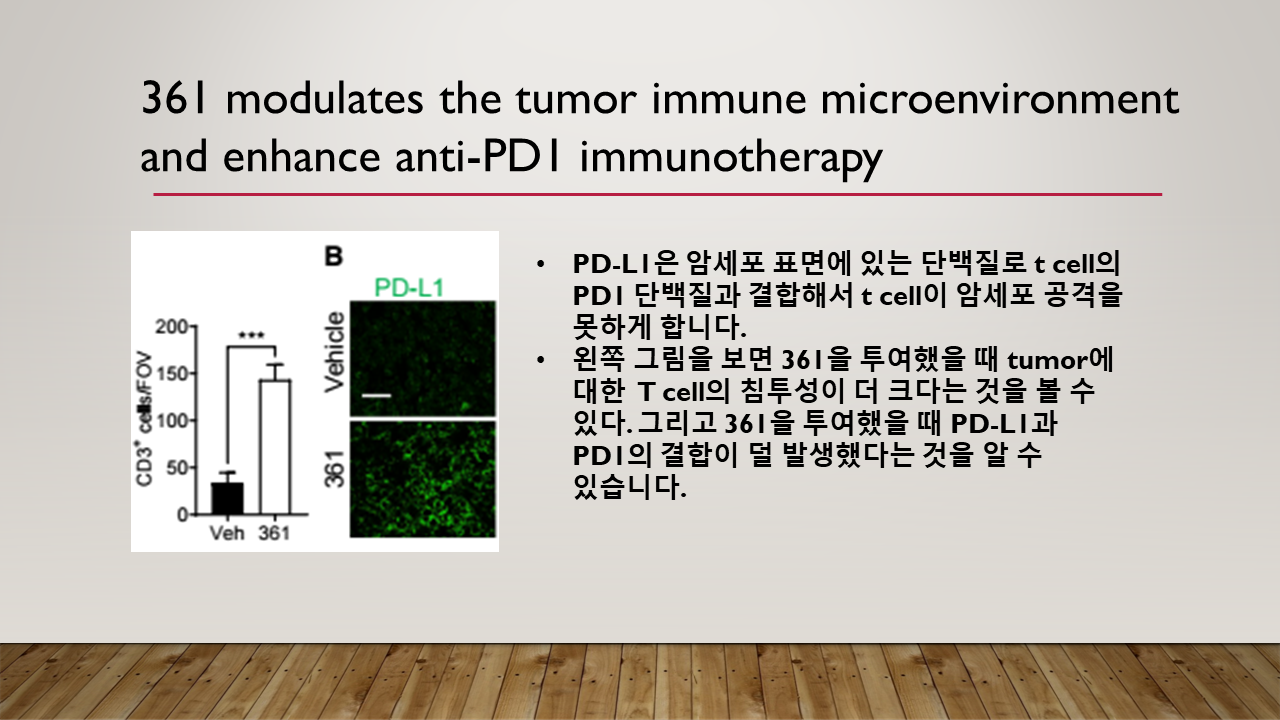 361 modulates the tumor immune microenvironment
and enhance anti-PD1 immunotherapy
B
PD-L1
Vehicle
361
200
150
100
50
0
***
CD3+ cells/FOV
Veh 361
• PD-L1은 암세포 표면에 있는 단백질로 t cell의
PD1 단백질과 결합해서 t cell이 암세포 공격을
못하게 합니다.
• 왼쪽 그림을 보면 361을 투여했을 때 tumor에
대한 T cell의 침투성이 더 크다는 것을 볼 수
있다. 그리고 361을 투여했을 때 PD-L1과
PD1의 결합이 덜 발생했다는 것을 알 수
있습니다.